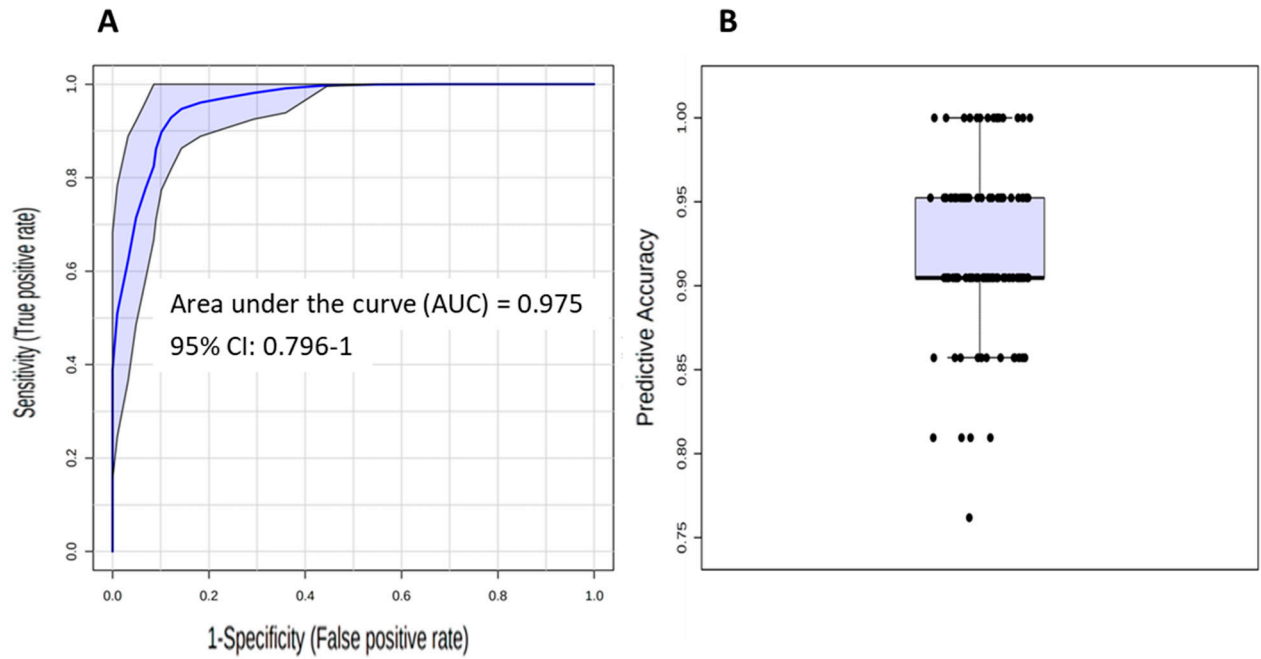 A
B
Sensitivity (True positive rate)
1.0
0.8
0.6
0.4
0.2
0.0
Area under the curve (AUC) = 0.975
95% CI: 0.796-1
0.0 0.2 0.4 0.6 0.8 1.0
1-Specificity (False positive rate)
Predictive Accuracy
1.00
0.95
0.90
0.85
0.80
0.75